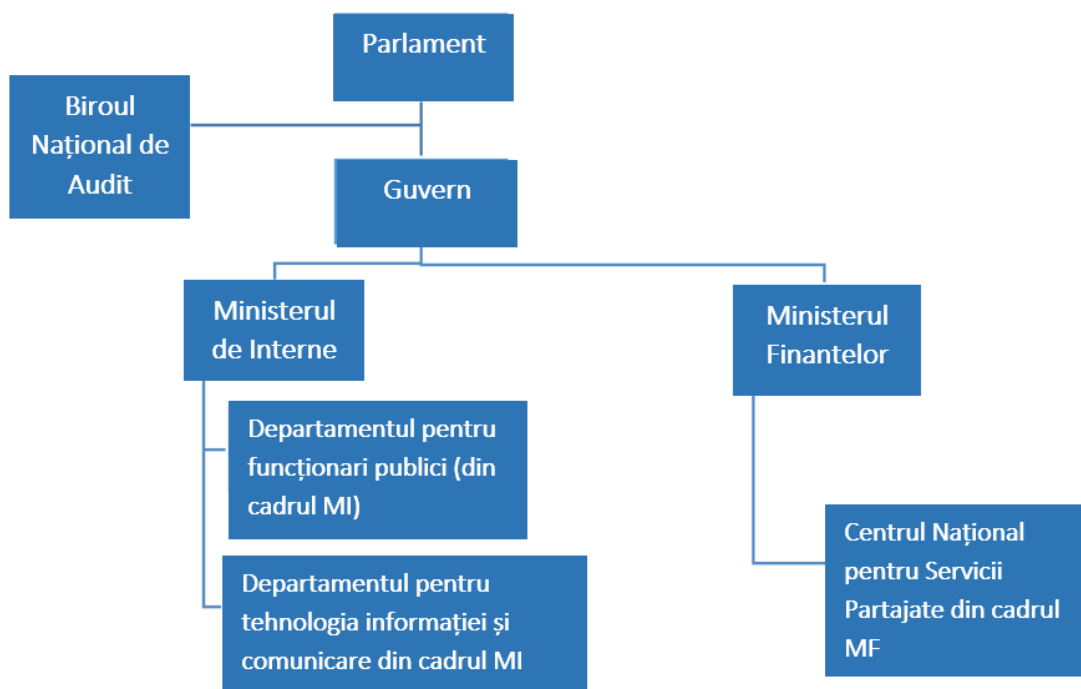 Parlament
Biroul
Național de
Audit
Guvern
Ministerul
de Interne
Ministerul
Finantelor
Departamentul pentru
funcționari publici (din
cadrul MI)
Departamentul pentru
tehnologia informației și
comunicare din cadrul MI
Centrul Național
pentru Servicii
Partajate din cadrul
MF